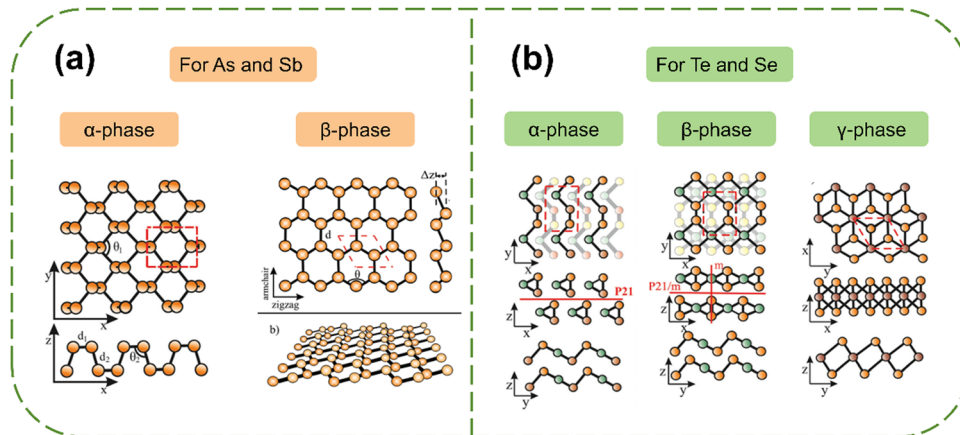 (a)
For As and Sb
α-phase
β-phase
θ₁
y
x
z
d₁
d₂
θ₂
x
Δz
d
θ
armchair
zigzag
b)
(b)
For Te and Se
α-phase
β-phase
γ-phase
y
x
P21
z
x
z
y
y
x
m
P21/m
z
x
z
y
x
y
z
x
z
y